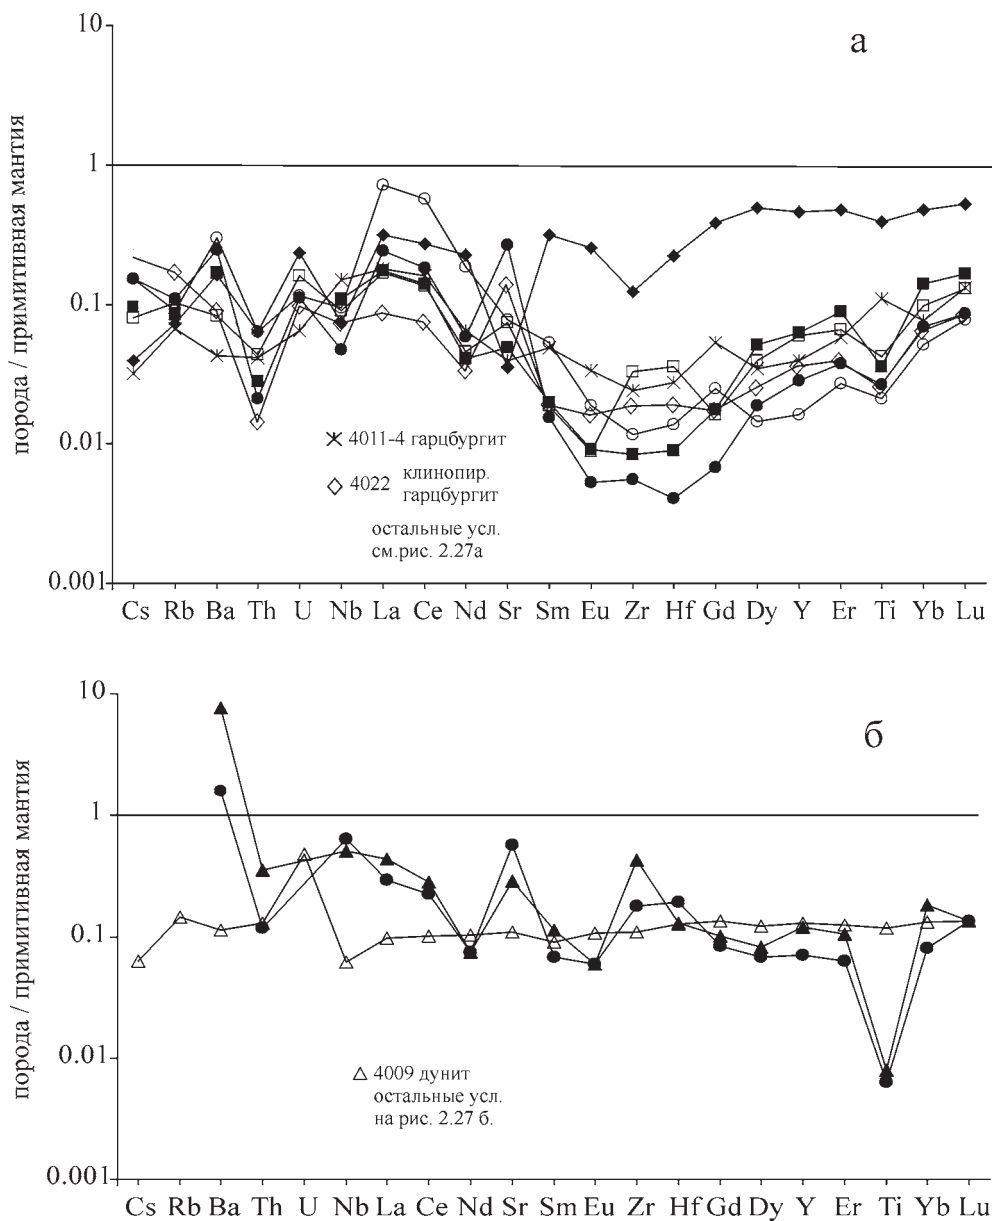 10
а
1
0.1
0.01
0.001
порода / примитивная мантия
4011-4 гарцбургит
4022 клинопир.
гарцбургит
остальные усл.
см.рис. 2.27а
Cs Rb Ba Th U Nb La Ce Nd Sr Sm Eu Zr Hf Gd Dy Y Er Ti Yb Lu
10
б
1
0.1
0.01
0.001
порода / примитивная мантия
4009 дунит
остальные усл.
на рис. 2.27 б.
Cs Rb Ba Th U Nb La Ce Nd Sr Sm Eu Zr Hf Gd Dy Y Er Ti Yb Lu